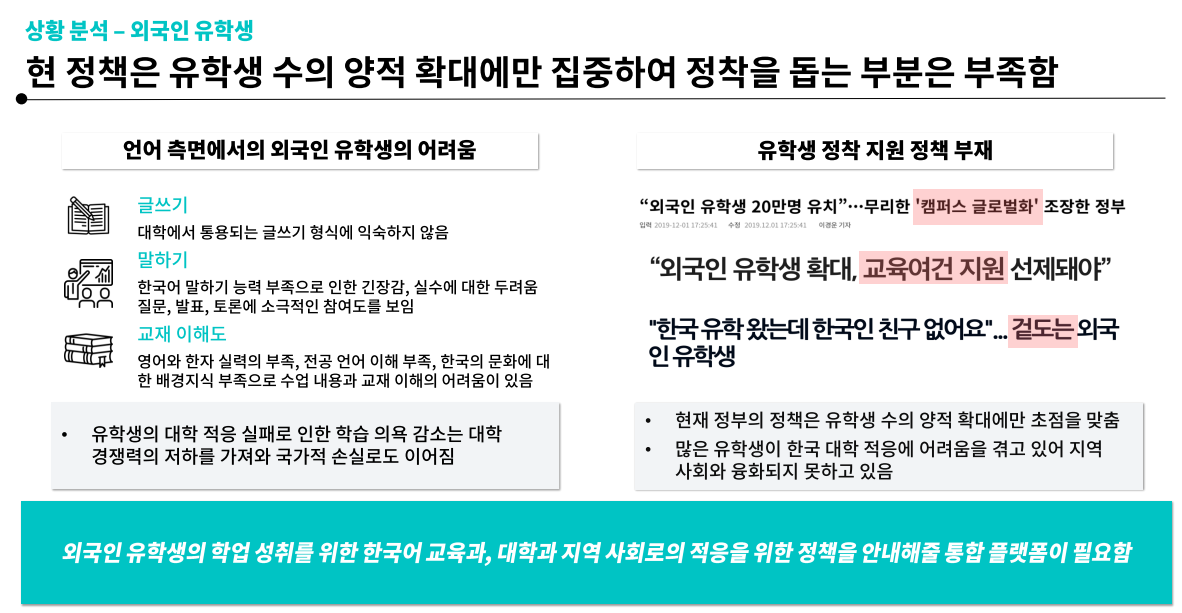 상황 분석 – 외국인 유학생
현 정책은 유학생 수의 양적 확대에만 집중하여 정착을 돕는 부분은 부족함
언어 측면에서의 외국인 유학생의 어려움
글쓰기
대학에서 통용되는 글쓰기 형식에 익숙하지 않음
말하기
한국어 말하기 능력 부족으로 인한 긴장감, 실수에 대한 두려움
질문, 발표, 토론에 소극적인 참여도를 보임
교재 이해도
영어와 한자 실력의 부족, 전공 언어 이해 부족, 한국의 문화에 대
한 배경지식 부족으로 수업 내용과 교재 이해의 어려움이 있음
• 유학생의 대학 적응 실패로 인한 학습 의욕 감소는 대학
경쟁력의 저하를 가져와 국가적 손실로도 이어짐
유학생 정착 지원 정책 부재
“외국인 유학생 20만명 유치”…무리한 '캠퍼스 글로벌화' 조장한 정부
입력 2019-12-01 17:25:41 수정 2019.12.01 17:25:41 이경운 기자
“외국인 유학생 확대, 교육여건 지원 선제돼야”
"한국 유학 왔는데 한국인 친구 없어요"... 겉도는 외국
인 유학생
• 현재 정부의 정책은 유학생 수의 양적 확대에만 초점을 맞춤
• 많은 유학생이 한국 대학 적응에 어려움을 겪고 있어 지역
사회와 융화되지 못하고 있음
외국인 유학생의 학업 성취를 위한 한국어 교육과, 대학과 지역 사회로의 적응을 위한 정책을 안내해줄 통합 플랫폼이 필요함